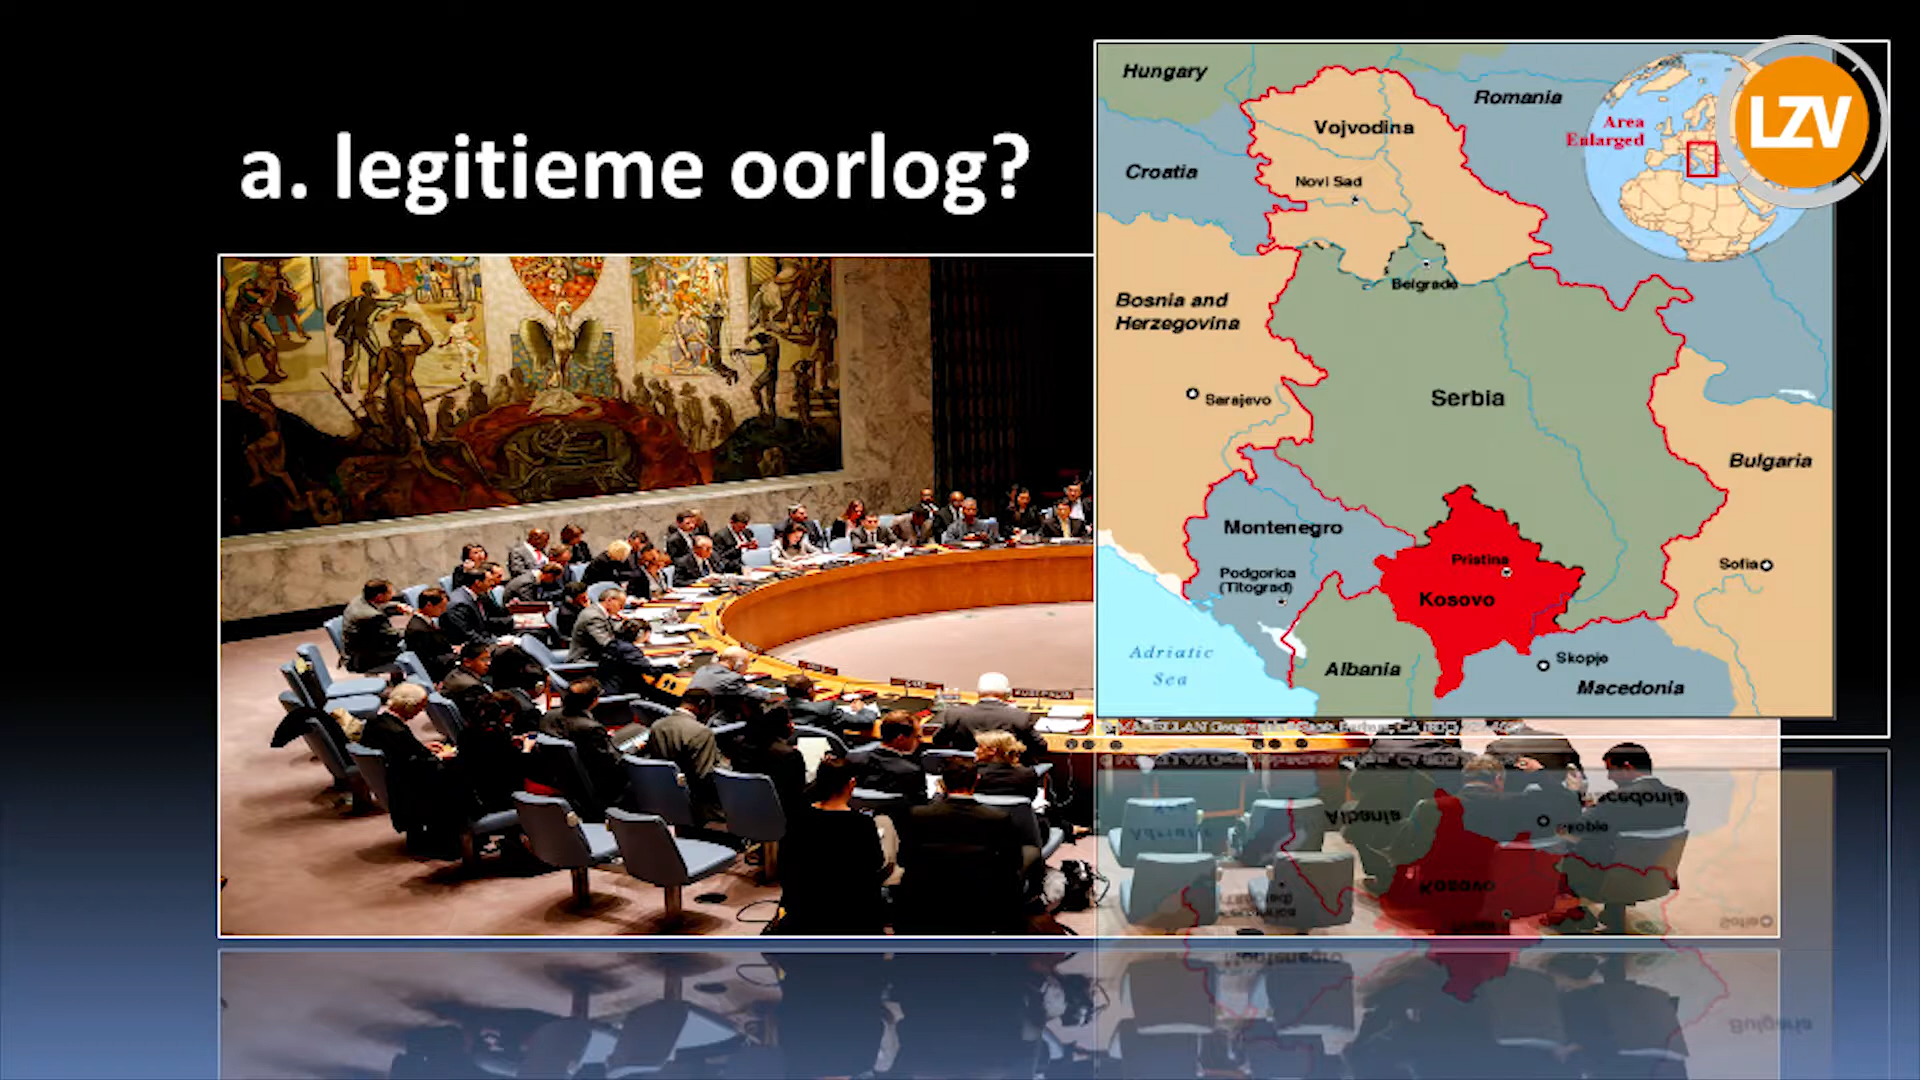 a. legitieme oorlog?
LZV
Hungary
Romania
Area
Enlarged
Vojvodina
Croatia
Novi Sad
Belgrade
Bosnia and
Herzegovina
Sarajevo
Serbia
Bulgaria
Montenegro
Pristina
Sofia
Podgorica
(Titograd)
Kosovo
Adriatic
Sea
Albania
Skopje
Macedonia